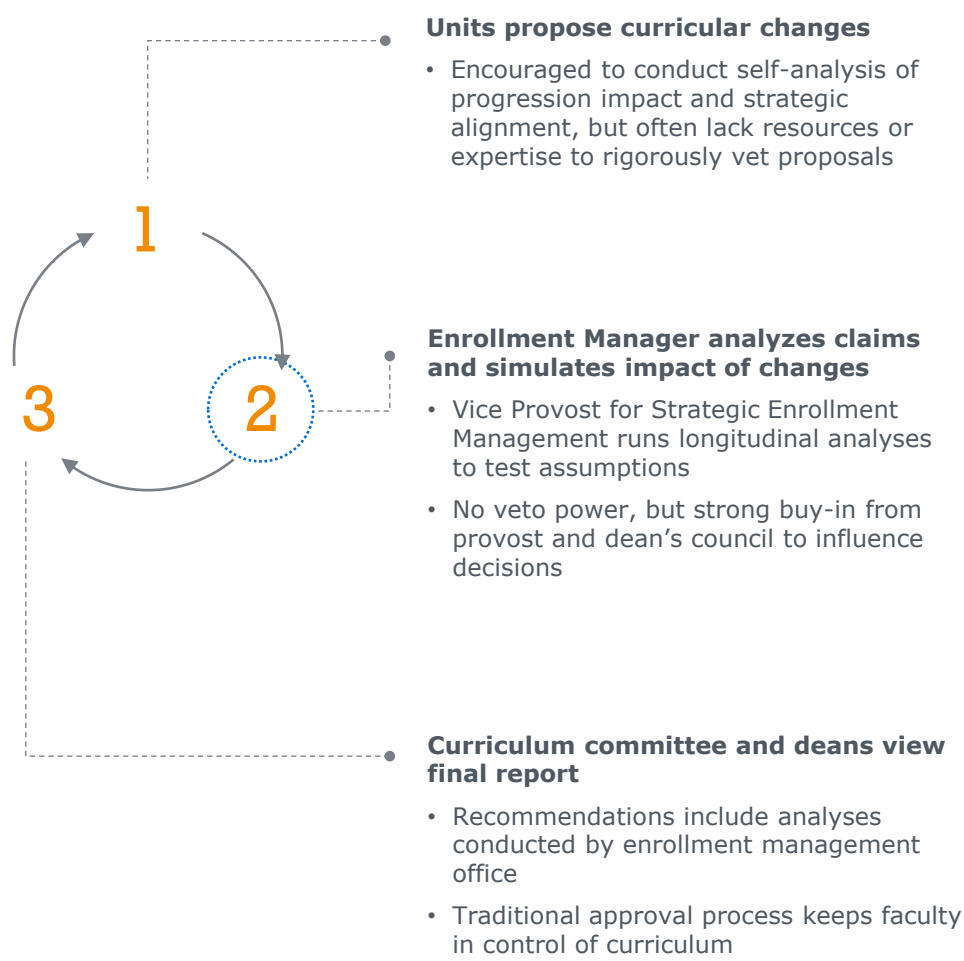 1
Units propose curricular changes
• Encouraged to conduct self-analysis of
progression impact and strategic
alignment, but often lack resources or
expertise to rigorously vet proposals
2
Enrollment Manager analyzes claims
and simulates impact of changes
• Vice Provost for Strategic Enrollment
Management runs longitudinal analyses
to test assumptions
• No veto power, but strong buy-in from
provost and dean’s council to influence
decisions
3
Curriculum committee and deans view
final report
• Recommendations include analyses
conducted by enrollment management
office
• Traditional approval process keeps faculty
in control of curriculum